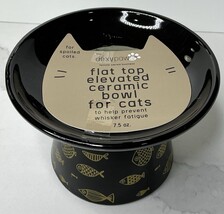 for spoiled
cats
doxypaw
flat top
elevated
ceramic
bowl
for cats
to help prevent
whisker fatigue
7.5 oz.